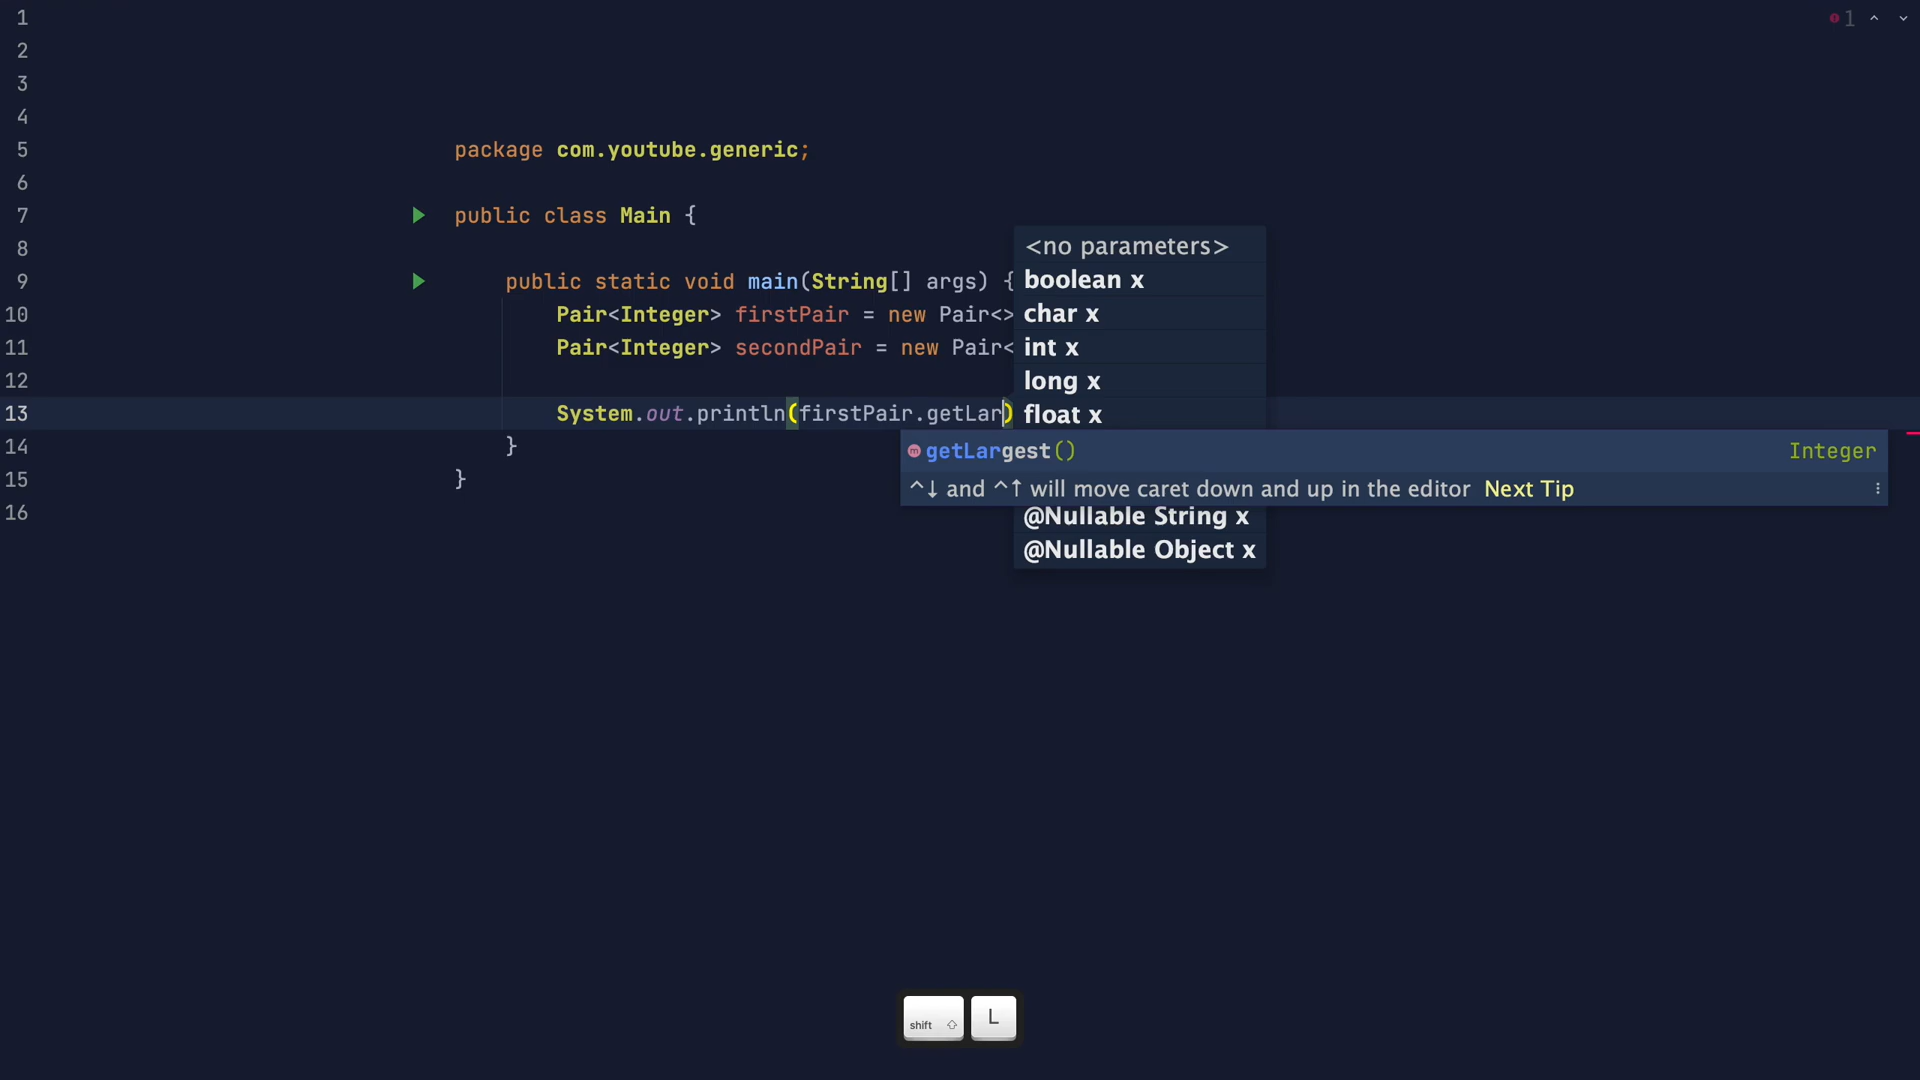 1
1
2
3
4
5 package com.youtube.generic;
6
7 public class Main {
8
<no parameters>
boolean x
9 public static void main(String[] args) {
10 Pair<Integer> firstPair = new Pair<>
char x
11 Pair<Integer> secondPair = new Pair<
int x
12
long x
13 System.out.println(firstPair.getLar)
float x
14 }
getLargest() Integer
15 }
^↓ and ^↑ will move caret down and up in the editor Next Tip
16
@Nullable String x
@Nullable Object x
shift L